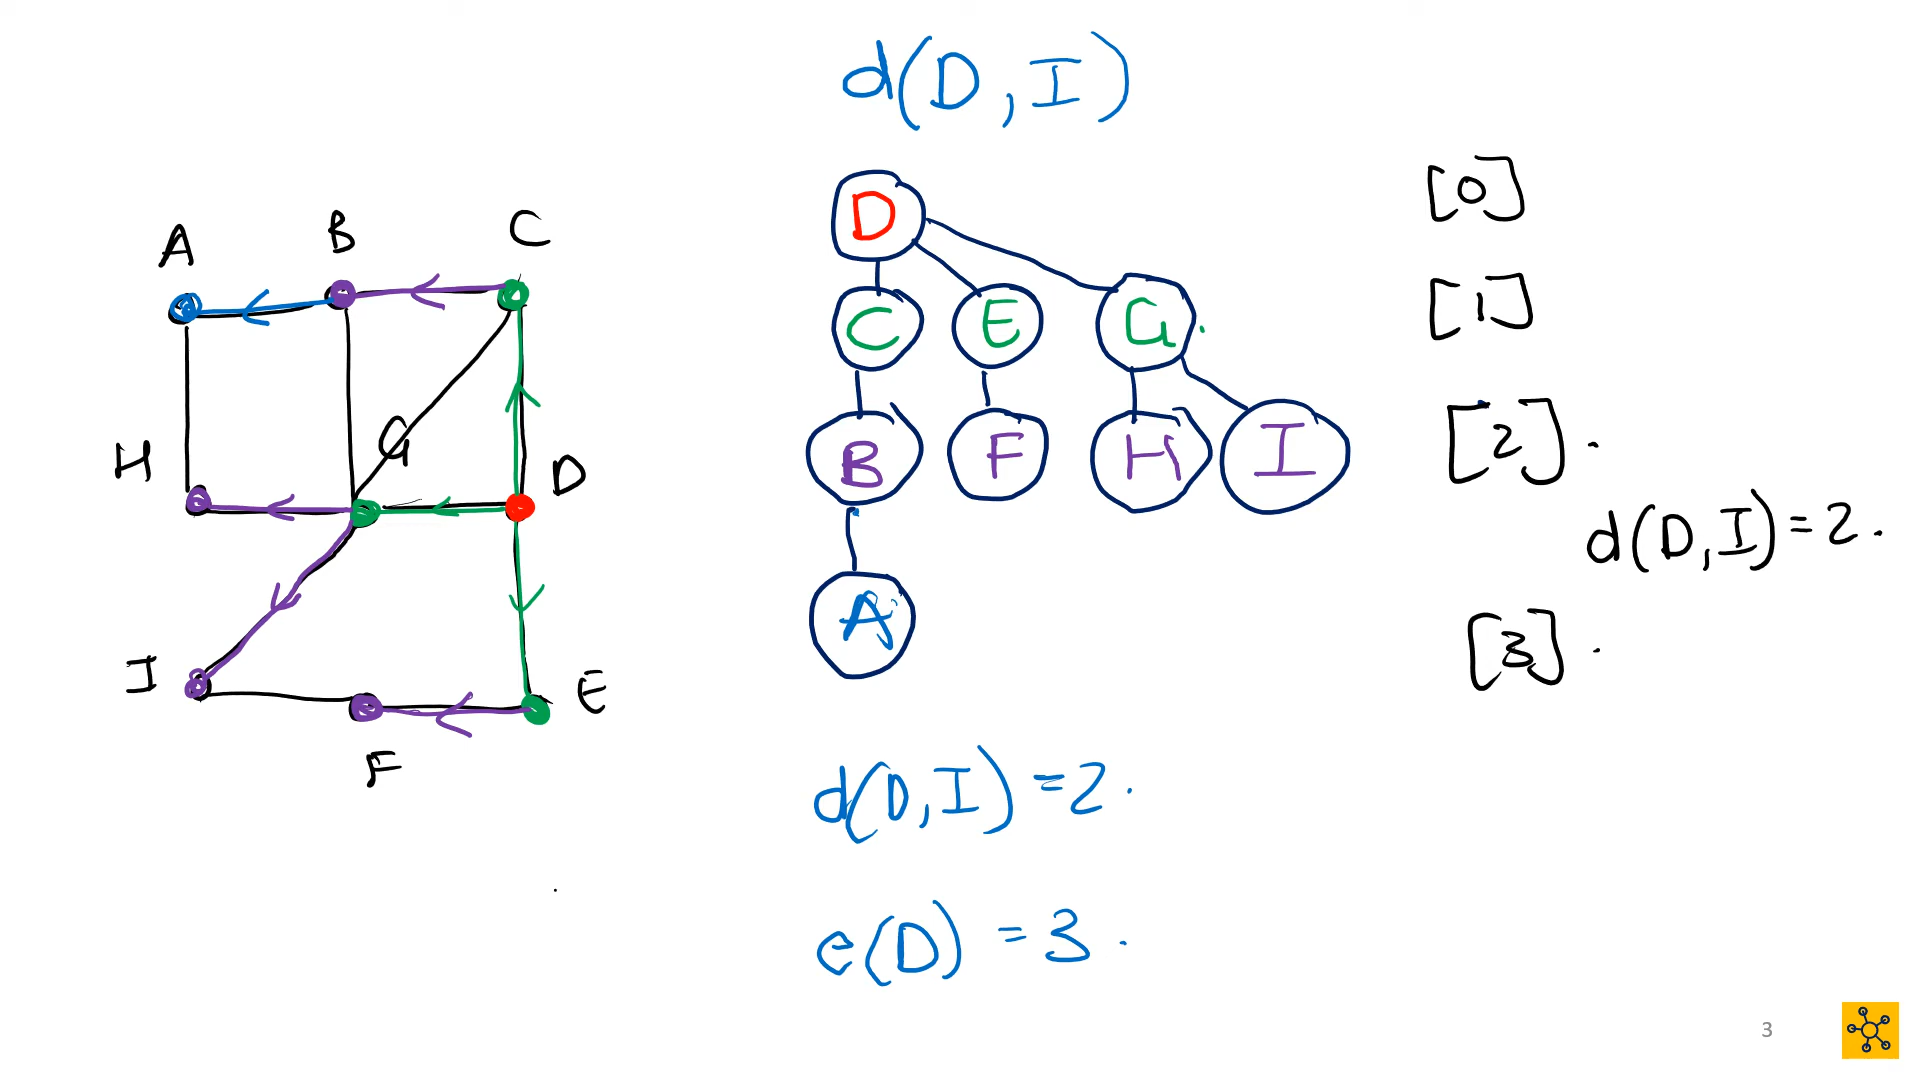 d(D,I)
A B C
H G D
I E
F
D
C E G.
B F H I
A
[0]
[1]
[2].
d(D,I)=2.
[3].
d(D,I)=2.
e(D)=3.
3